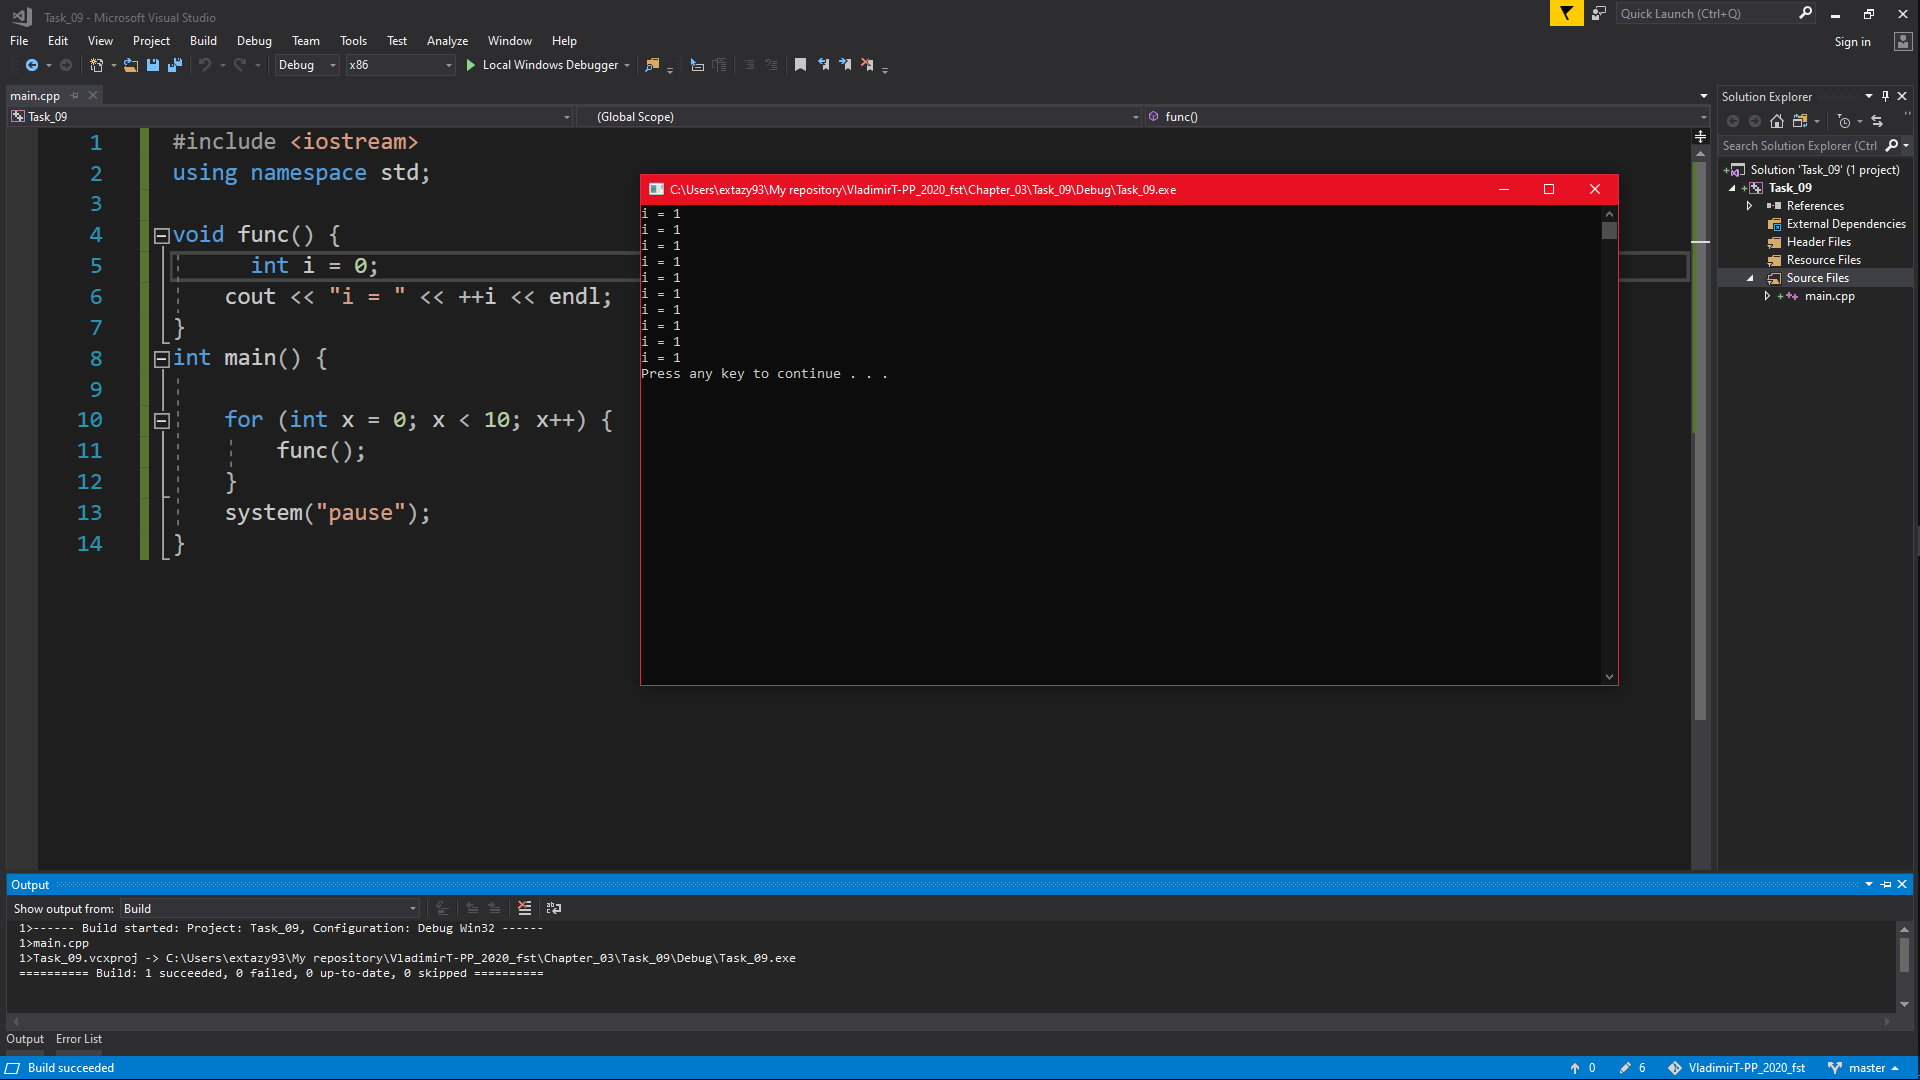 Task_09 - Microsoft Visual Studio
Quick Launch (Ctrl+Q)
File Edit View Project Build Debug Team Tools Test Analyze Window Help
Sign in
Debug x86 Local Windows Debugger
main.cpp
Task_09 (Global Scope) func()
1 #include <iostream>
2 using namespace std;
3
4 void func() {
5 int i = 0;
6 cout << "i = " << ++i << endl;
7 }
8 int main() {
9
10 for (int x = 0; x < 10; x++) {
11 func();
12 }
13 system("pause");
14 }
C:\Users\extazy93\My repository\VladimirT-PP_2020_fst\Chapter_03\Task_09\Debug\Task_09.exe
i = 1
i = 1
i = 1
i = 1
i = 1
i = 1
i = 1
i = 1
i = 1
i = 1
Press any key to continue . . .
Solution Explorer
Search Solution Explorer (Ctrl
Solution 'Task_09' (1 project)
Task_09
References
External Dependencies
Header Files
Resource Files
Source Files
main.cpp
Output
Show output from: Build
1>------ Build started: Project: Task_09, Configuration: Debug Win32 ------
1>main.cpp
1>Task_09.vcxproj -> C:\Users\extazy93\My repository\VladimirT-PP_2020_fst\Chapter_03\Task_09\Debug\Task_09.exe
========== Build: 1 succeeded, 0 failed, 0 up-to-date, 0 skipped ==========
Output Error List
Build succeeded
0 6 VladimirT-PP_2020_fst master